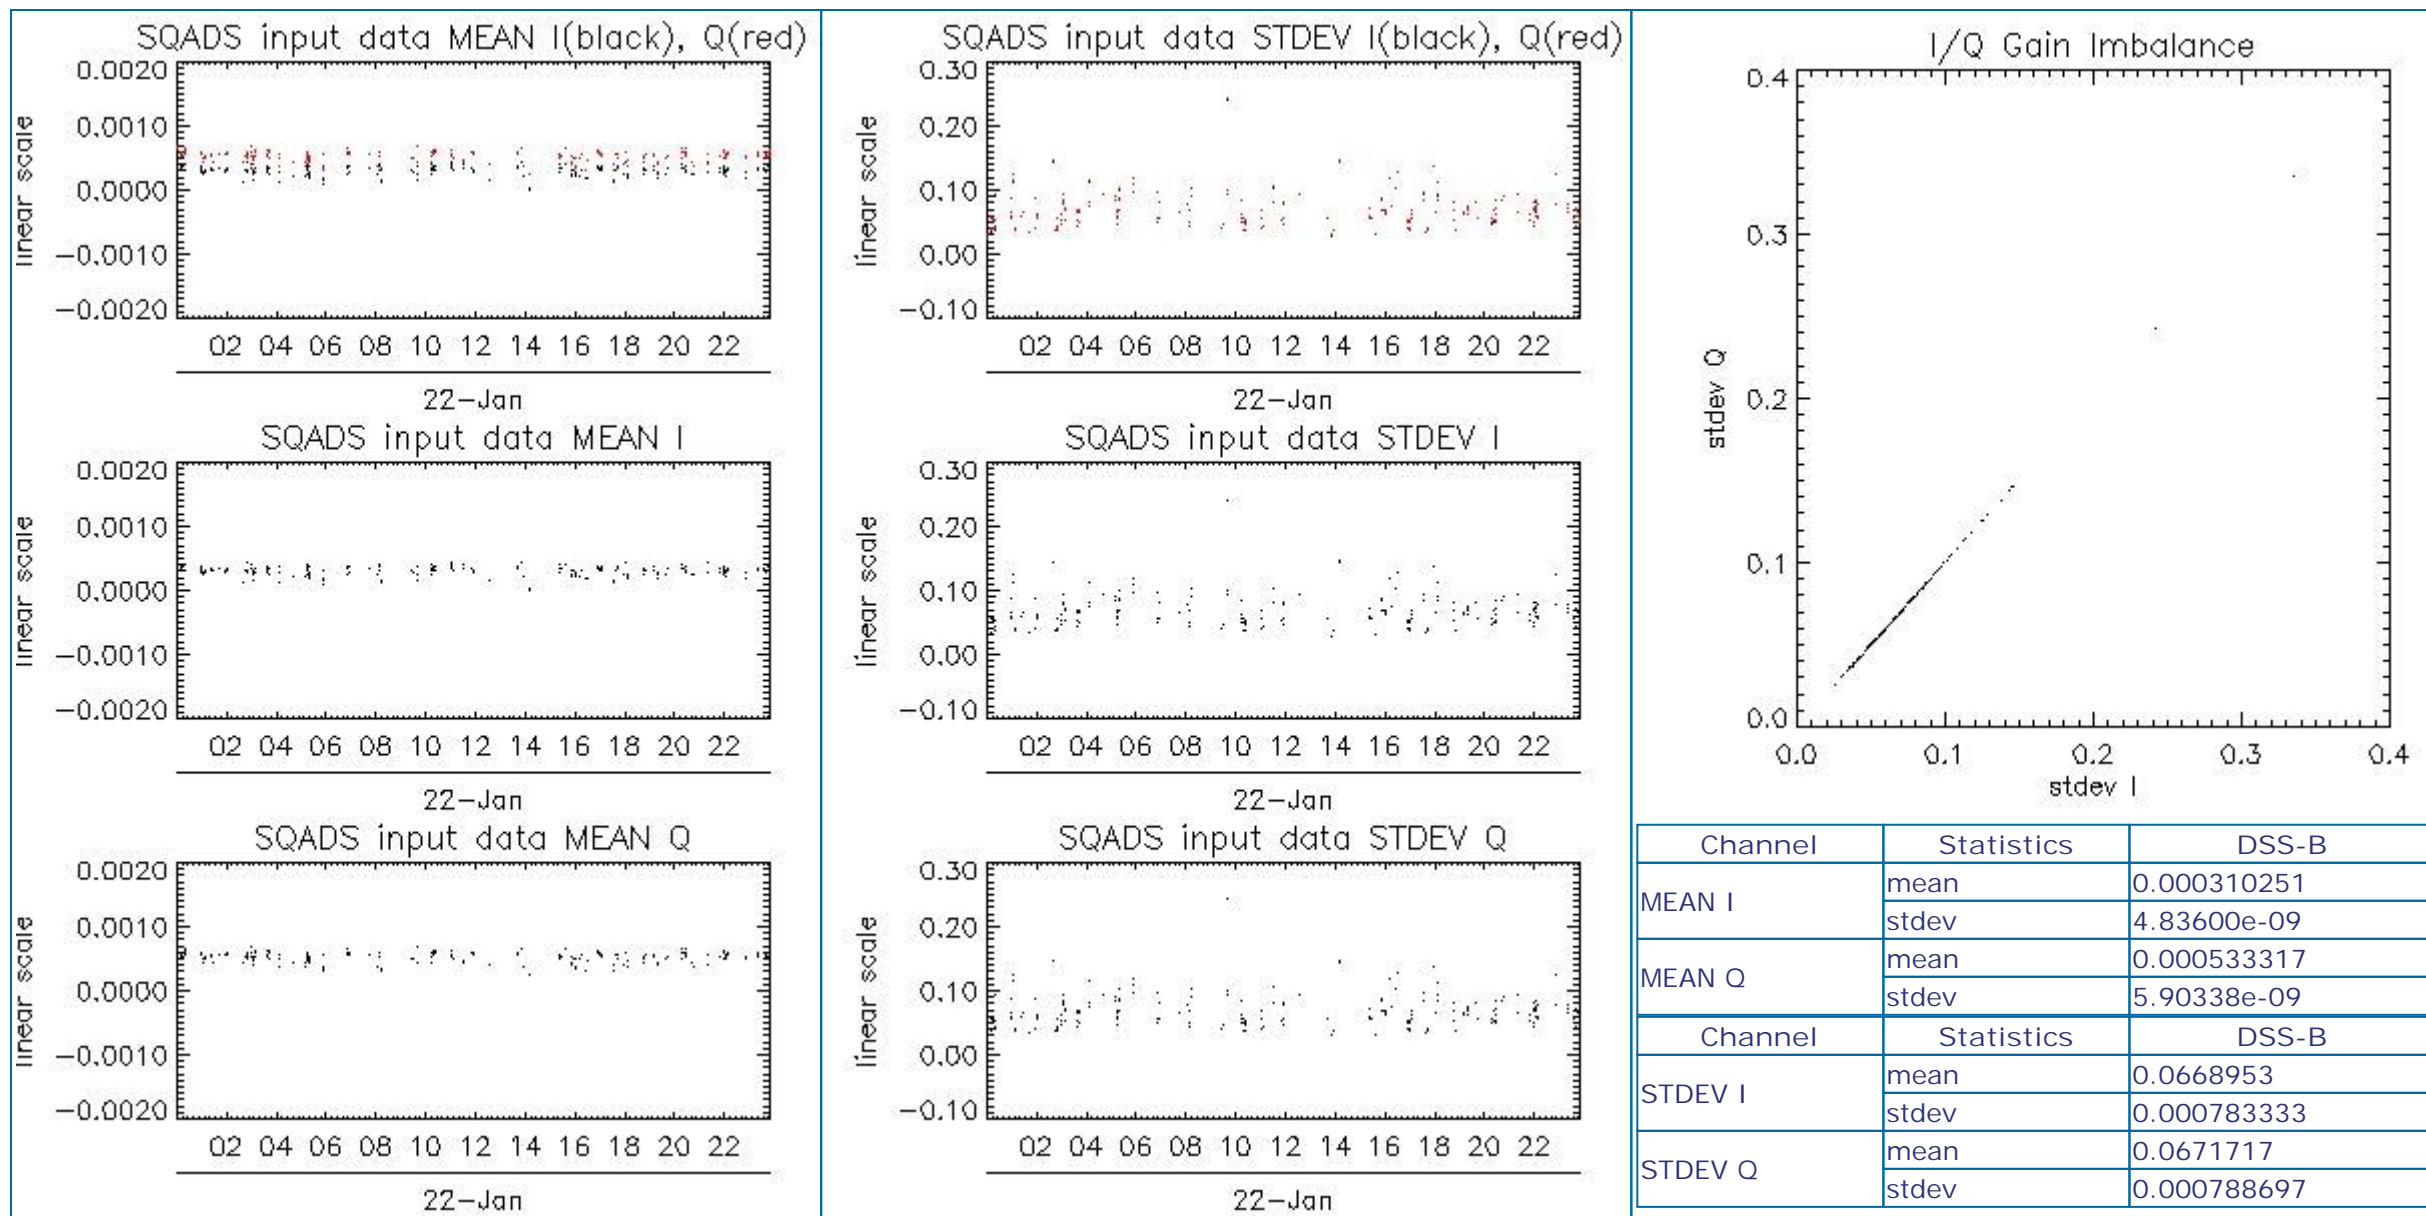 SQADS input data MEAN I(black), Q(red)
linear scale
0.0020
0.0010
0.0000
−0.0010
−0.0020
02 04 06 08 10 12 14 16 18 20 22
22−Jan
SQADS input data MEAN I
linear scale
0.0020
0.0010
0.0000
−0.0010
−0.0020
02 04 06 08 10 12 14 16 18 20 22
22−Jan
SQADS input data MEAN Q
linear scale
0.0020
0.0010
0.0000
−0.0010
−0.0020
02 04 06 08 10 12 14 16 18 20 22
22−Jan
SQADS input data STDEV I(black), Q(red)
linear scale
0.30
0.20
0.10
0.00
−0.10
02 04 06 08 10 12 14 16 18 20 22
22−Jan
SQADS input data STDEV I
linear scale
0.30
0.20
0.10
0.00
−0.10
02 04 06 08 10 12 14 16 18 20 22
22−Jan
SQADS input data STDEV Q
linear scale
0.30
0.20
0.10
0.00
−0.10
02 04 06 08 10 12 14 16 18 20 22
22−Jan
I/Q Gain Imbalance
stdev Q
0.4
0.3
0.2
0.1
0.0
0.0 0.1 0.2 0.3 0.4
stdev I
Channel Statistics DSS-B
MEAN I mean 0.000310251
stdev 4.83600e-09
MEAN Q mean 0.000533317
stdev 5.90338e-09
Channel Statistics DSS-B
STDEV I mean 0.0668953
stdev 0.000783333
STDEV Q mean 0.0671717
stdev 0.000788697